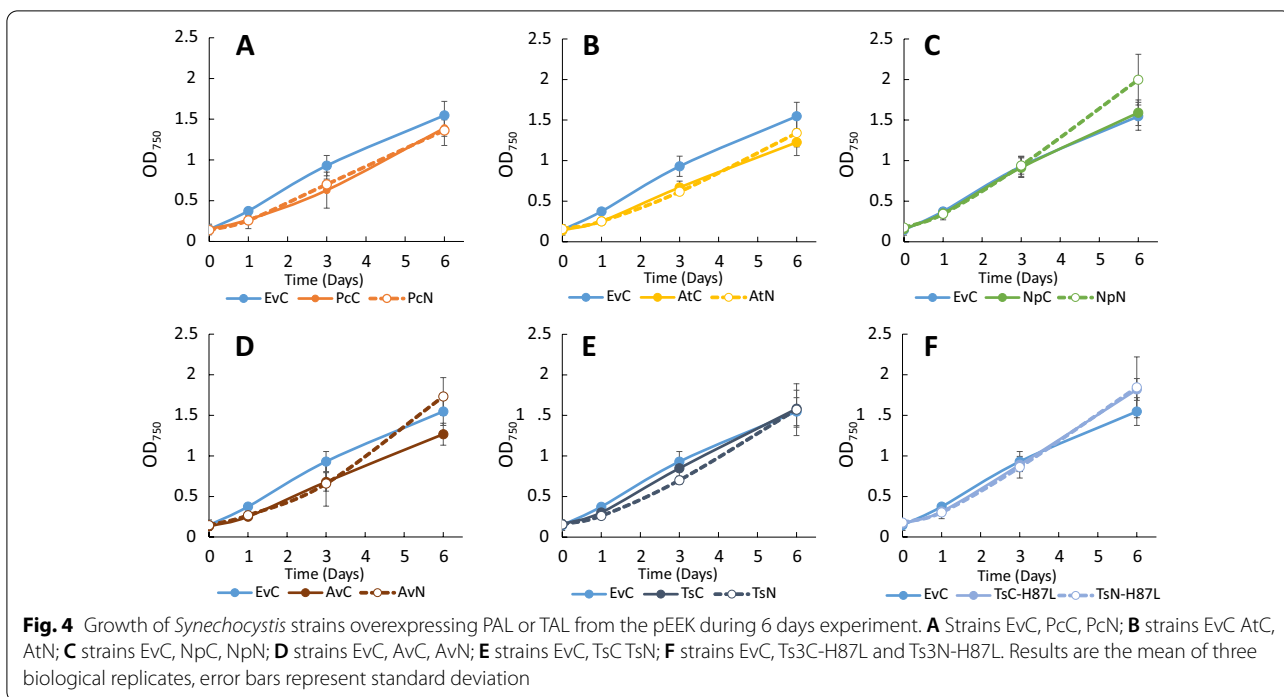 A
2.5
2
1.5
1
0.5
0
OD750
0 1 2 3 4 5 6
Time (Days)
EvC PcC PcN
B
2.5
2
1.5
1
0.5
0
OD750
0 1 2 3 4 5 6
Time (Days)
EvC AtC AtN
C
2.5
2
1.5
1
0.5
0
OD750
0 1 2 3 4 5 6
Time (Days)
EvC NpC NpN
D
2.5
2
1.5
1
0.5
0
OD750
0 1 2 3 4 5 6
Time (Days)
EvC AvC AvN
E
2.5
2
1.5
1
0.5
0
OD750 1
0 1 2 3 4 5 6
Time (Days)
EvC TsC TsN
F
2.5
2
1.5
1
0.5
0
OD750 1
0 1 2 3 4 5 6
Time (Days)
EvC TsC-H87L TsN-H87L
Fig. 4 Growth of Synechocystis strains overexpressing PAL or TAL from the pEEK during 6 days experiment. A Strains EvC, PcC, PcN; B strains EvC AtC,
AtN; C strains EvC, NpC, NpN; D strains EvC, AvC, AvN; E strains EvC, TsC TsN; F strains EvC, Ts3C-H87L and Ts3N-H87L. Results are the mean of three
biological replicates, error bars represent standard deviation